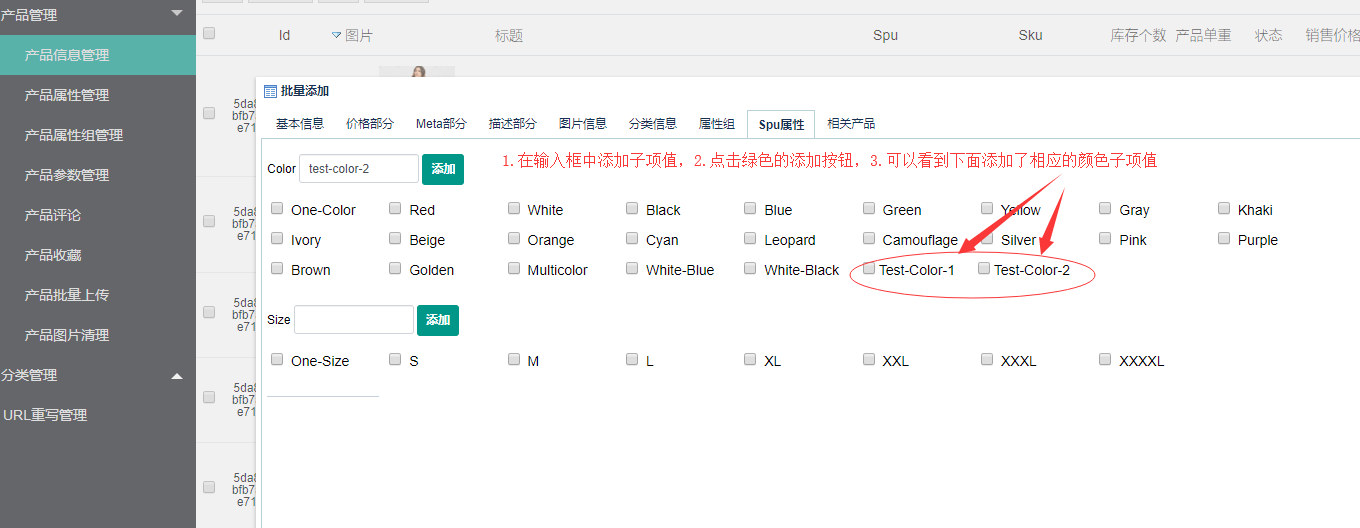 产品管理
产品信息管理
产品属性管理
产品属性组管理
产品参数管理
产品评论
产品收藏
产品批量上传
产品图片清理
分类管理
URL重写管理
Id 图片 标题 Spu Sku 库存个数 产品单重 状态 销售价格
5da8
bfb7
e71
批量添加
基本信息 价格部分 Meta部分 描述部分 图片信息 分类信息 属性组 Spu属性 相关产品
1.在输入框中添加子项值，2.点击绿色的添加按钮，3.可以看到下面添加了相应的颜色子项值
Color test-color-2 添加
One-Color Red White Black Blue Green Yellow Gray Khaki
5da8
bfb7
e71
Ivory Beige Orange Cyan Leopard Camouflage Silver Pink Purple
Brown Golden Multicolor White-Blue White-Black Test-Color-1 Test-Color-2
5da8
bfb7
e71
Size 添加
One-Size S M L XL XXL XXXL XXXXL
5da8
bfb7
e71
5da8
bfb7
e71